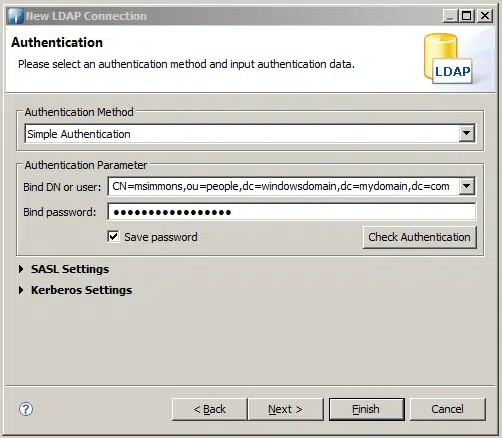 New LDAP Connection
Authentication
Please select an authentication method and input authentication data.
LDAP
Authentication Method
Simple Authentication
Authentication Parameter
Bind DN or user: CN=msimmons,ou=people,dc=windowsdomain,dc=mydomain,dc=com
Bind password: ●●●●●●●●●●●●●●●●●
Save password
Check Authentication
SASL Settings
Kerberos Settings
?
< Back
Next >
Finish
Cancel